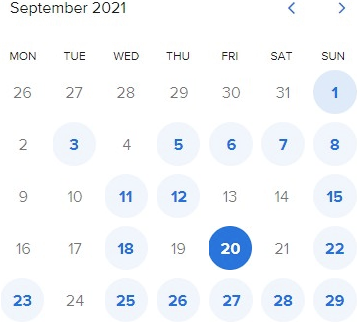 September 2021
MON TUE WED THU FRI SAT SUN
26 27 28 29 30 31 1
2 3 4 5 6 7 8
9 10 11 12 13 14 15
16 17 18 19 20 21 22
23 24 25 26 27 28 29